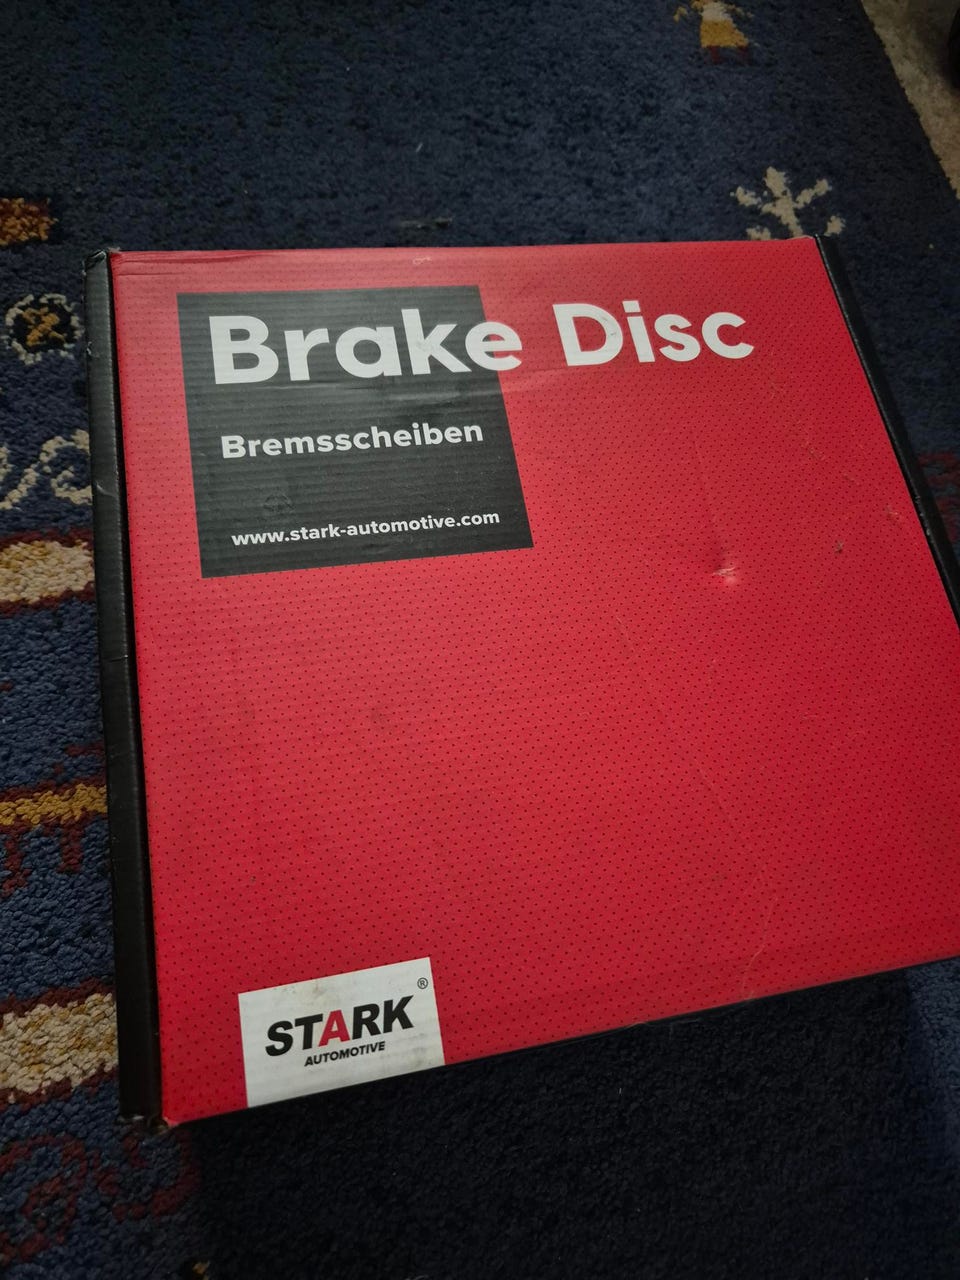 Brake Disc
Bremsscheiben
www.stark-automotive.com
STARK®
AUTOMOTIVE